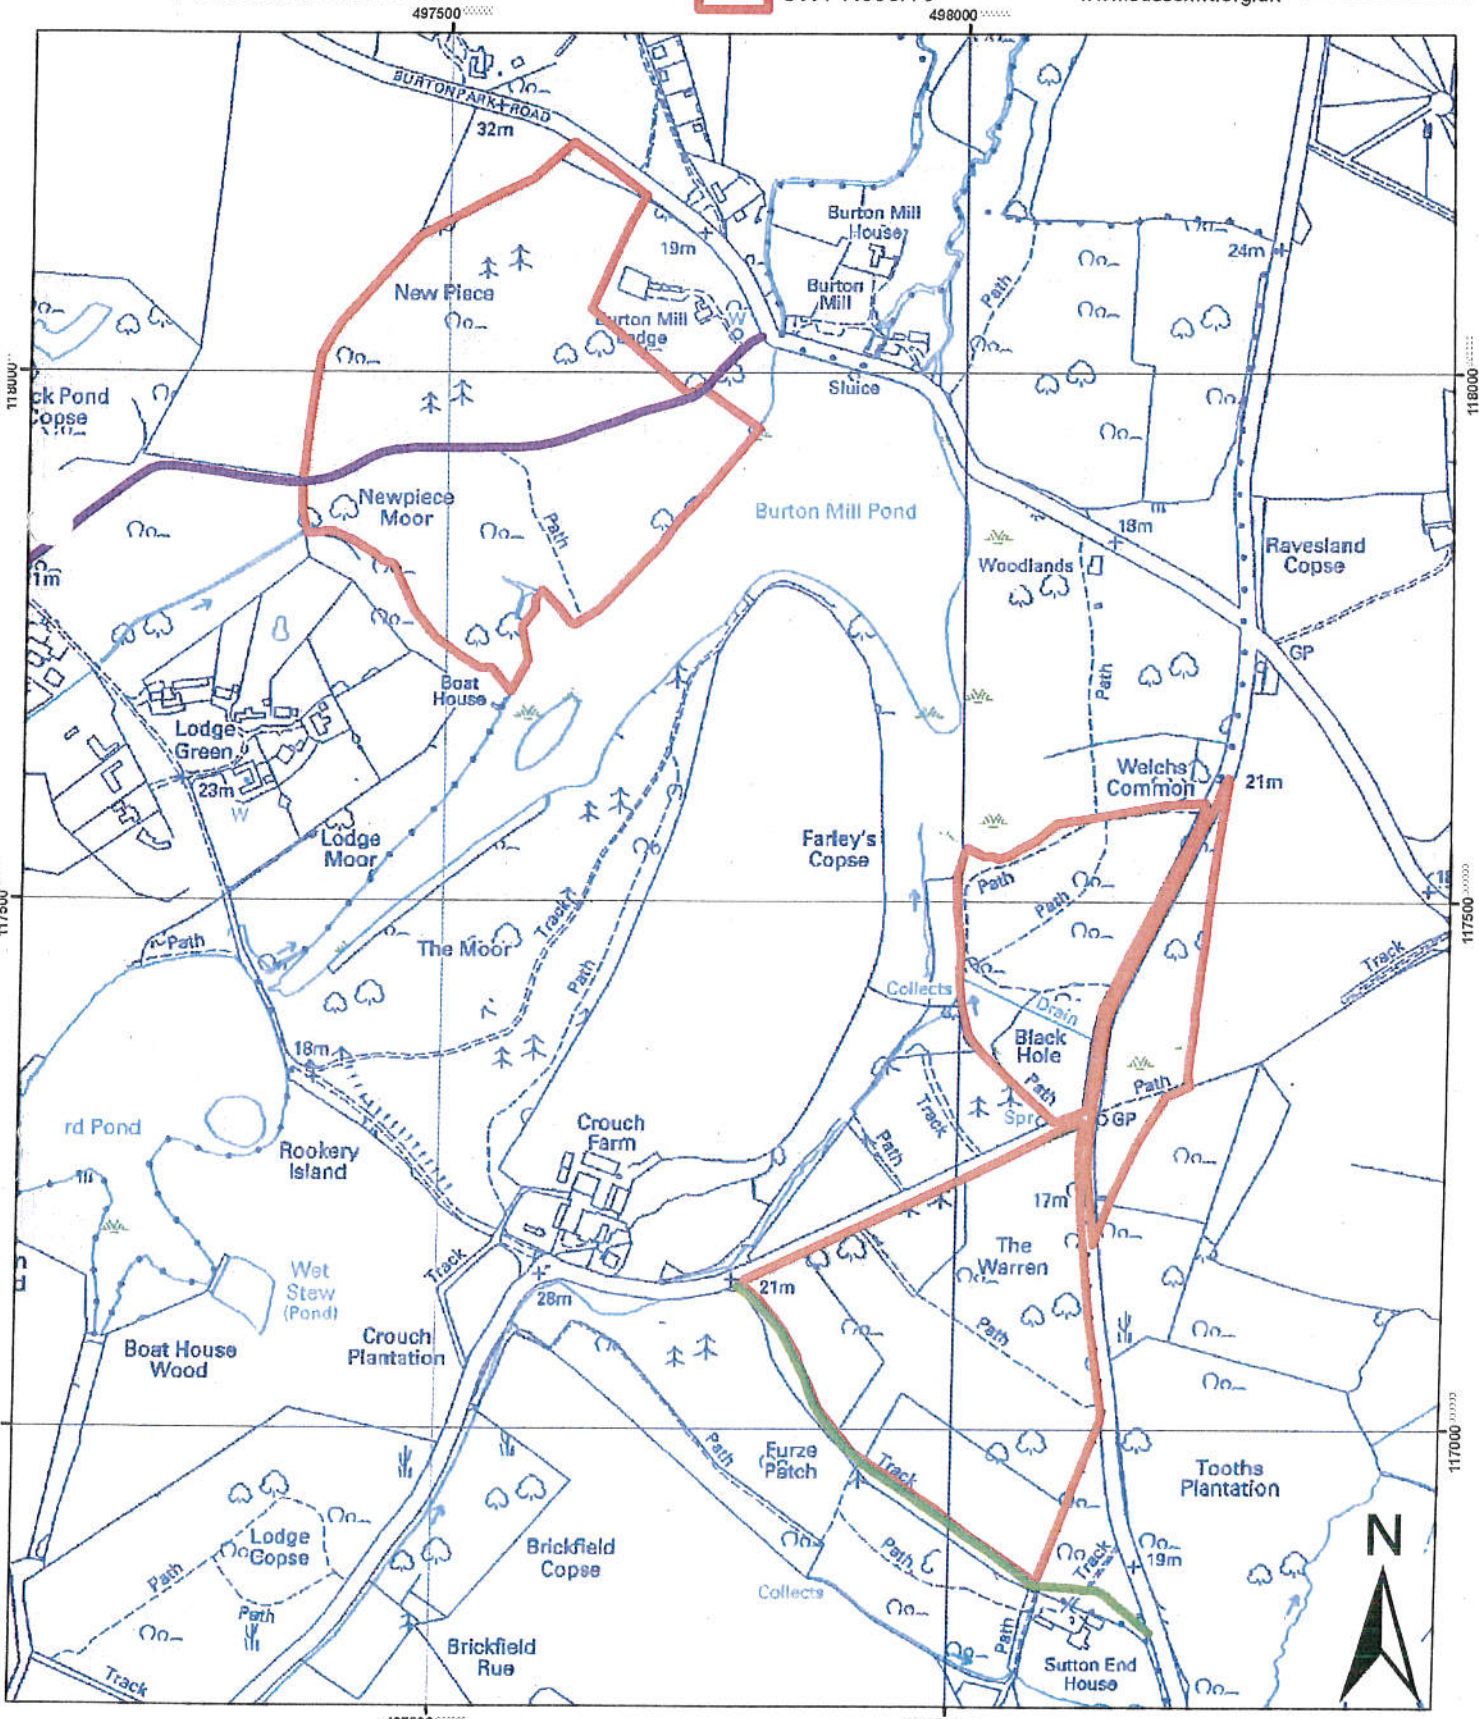 497500
498000
BURTON PARK ROAD
32m
19m
Burton Mill
House
24m
Path
New Piece
Burton
Mill
Burton Mill
Lodge
W
Sluice
118000
118000
ck Pond
Copse
Newpiece
Moor
Path
Burton Mill Pond
18m
Woodlands
Ravesland
Copse
1m
GP
Path
Boat
House
Lodge
Green
23m
W
Welchs
Common
21m
Lodge
Moor
Farley's
Copse
18
Path
Path
117500
117500
Path
The Moor
Track
Track
Path
Collects
Drain
Black
Hole
18m
Path
Path
Spr
GP
rd Pond
Rookery
Island
Crouch
Farm
Track
Path
17m
The
Warren
Track
Wet
Stew
(Pond)
28m
21m
Path
Boat House
Wood
Crouch
Plantation
Path
Furze
Patch
Track
117000
Tooths
Plantation
N
Lodge
Copse
Path
Path
Brickfield
Copse
Path
Track
19m
Collects
Path
Brickfield
Rue
Track
Sutton End
House